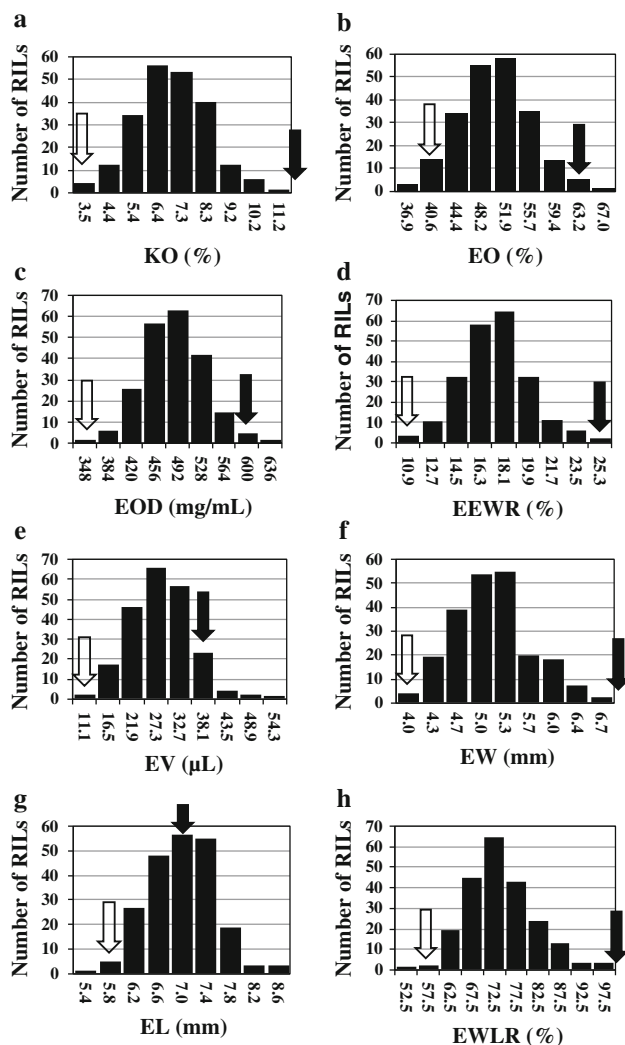 a
Number of RILs
60
50
40
30
20
10
0
3.5 4.4 5.4 6.4 7.3 8.3 9.2 10.2 11.2
KO (%)
b
Number of RILs
70
60
50
40
30
20
10
0
36.9 40.6 44.4 48.2 51.9 55.7 59.4 63.2 67.0
EO (%)
c
Number of RILs
70
60
50
40
30
20
10
0
348 384 420 456 492 528 564 600 636
EOD (mg/mL)
d
Number of RILs
70
60
50
40
30
20
10
0
10.9 12.7 14.5 16.3 18.1 19.9 21.7 23.5 25.3
EEWR (%)
e
Number of RILs
70
60
50
40
30
20
10
0
11.1 16.5 21.9 27.3 32.7 38.1 43.5 48.9 54.3
EV (µL)
f
Number of RILs
60
50
40
30
20
10
0
4.0 4.3 4.7 5.0 5.3 5.7 6.0 6.4 6.7
EW (mm)
g
Number of RILs
60
50
40
30
20
10
0
5.4 5.8 6.2 6.6 7.0 7.4 7.8 8.2 8.6
EL (mm)
h
Number of RILs
70
60
50
40
30
20
10
0
52.5 57.5 62.5 67.5 72.5 77.5 82.5 87.5 92.5 97.5
EWLR (%)